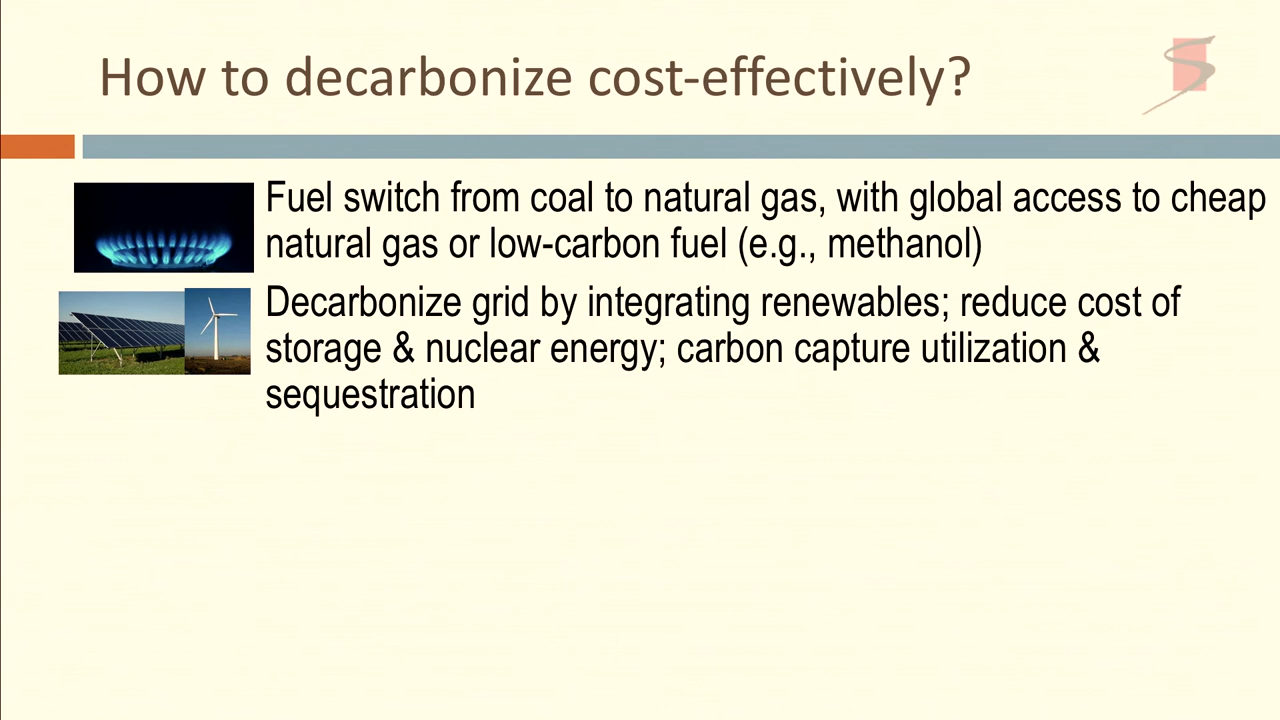 How to decarbonize cost-effectively?
Fuel switch from coal to natural gas, with global access to cheap
natural gas or low-carbon fuel (e.g., methanol)
Decarbonize grid by integrating renewables; reduce cost of
storage & nuclear energy; carbon capture utilization &
sequestration